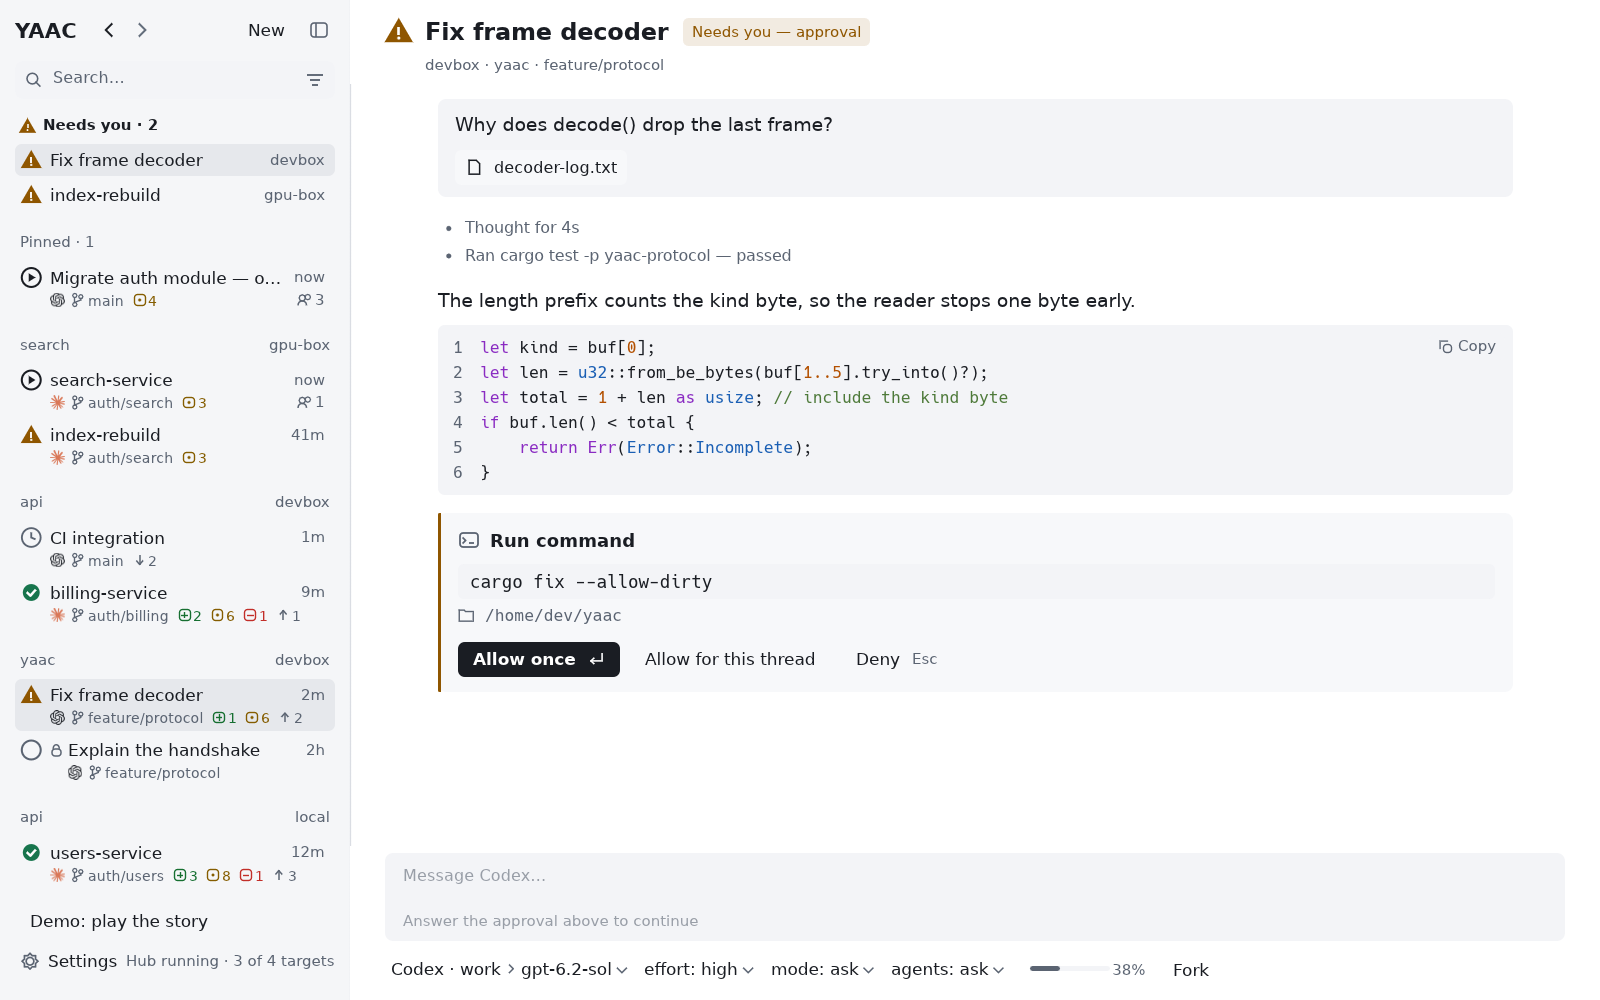 YAAC
New
Search...
Needs you · 2
Fix frame decoder devbox
index-rebuild gpu-box
Pinned · 1
Migrate auth module — o… now
main 4 3
search gpu-box
search-service now
auth/search 3 1
index-rebuild 41m
auth/search 3
api devbox
CI integration 1m
main ↓2
billing-service 9m
auth/billing 2 6 1 ↑1
yaac devbox
Fix frame decoder 2m
feature/protocol 1 6 ↑2
Explain the handshake 2h
feature/protocol
api local
users-service 12m
auth/users 3 8 1 ↑3
Demo: play the story
Settings Hub running · 3 of 4 targets
Fix frame decoder Needs you — approval
devbox · yaac · feature/protocol
Why does decode() drop the last frame?
decoder-log.txt
• Thought for 4s
• Ran cargo test -p yaac-protocol — passed
The length prefix counts the kind byte, so the reader stops one byte early.
Copy
1 let kind = buf[0];
2 let len = u32::from_be_bytes(buf[1..5].try_into()?);
3 let total = 1 + len as usize; // include the kind byte
4 if buf.len() < total {
5     return Err(Error::Incomplete);
6 }
Run command
cargo fix --allow-dirty
/home/dev/yaac
Allow once ↵ Allow for this thread Deny Esc
Message Codex…
Answer the approval above to continue
Codex · work › gpt-6.2-sol effort: high mode: ask agents: ask 38% Fork